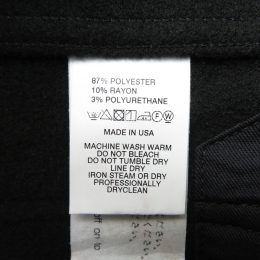 87% POLYESTER
10% RAYON
3% POLYURETHANE
MADE IN USA
MACHINE WASH WARM
DO NOT BLEACH
DO NOT TUMBLE DRY
LINE DRY
IRON STEAM OR DRY
PROFESSIONALLY
DRYCLEAN